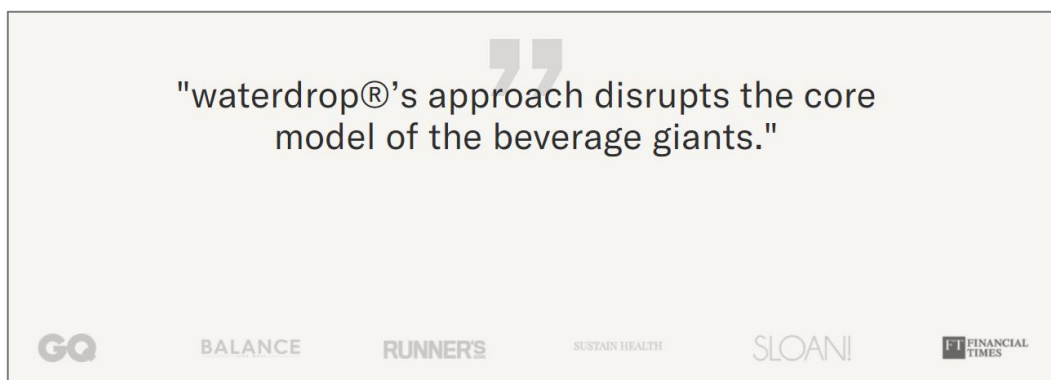 "waterdrop®’s approach disrupts the core
model of the beverage giants."
GQ
BALANCE
RUNNER'S
SUSTAIN HEALTH
SLOAN!
FT FINANCIAL
TIMES